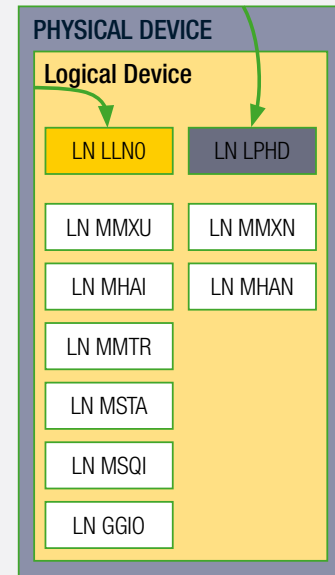 PHYSICAL DEVICE
Logical Device
LN LLN0
LN LPHD
LN MMXU
LN MMXN
LN MHAI
LN MHAN
LN MMTR
LN MSTA
LN MSQI
LN GGIO